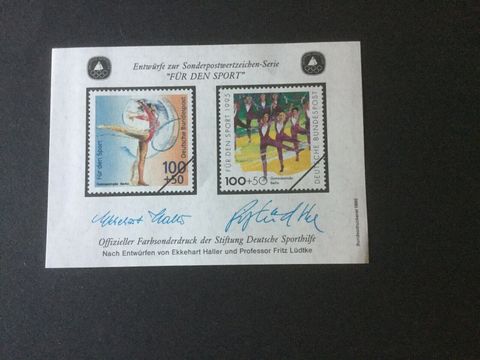 Entwürfe zur Sonderpostwertzeichen-Serie
"FÜR DEN SPORT"
Für den Sport
100
+50
Deutsche Bundespost
FÜR DEN SPORT 1995
100+50
DEUTSCHE BUNDESPOST
Offizieller Farbsonderdruck der Stiftung Deutsche Sporthilfe
Nach Entwürfen von Ekkehart Haller und Professor Fritz Lüdtke